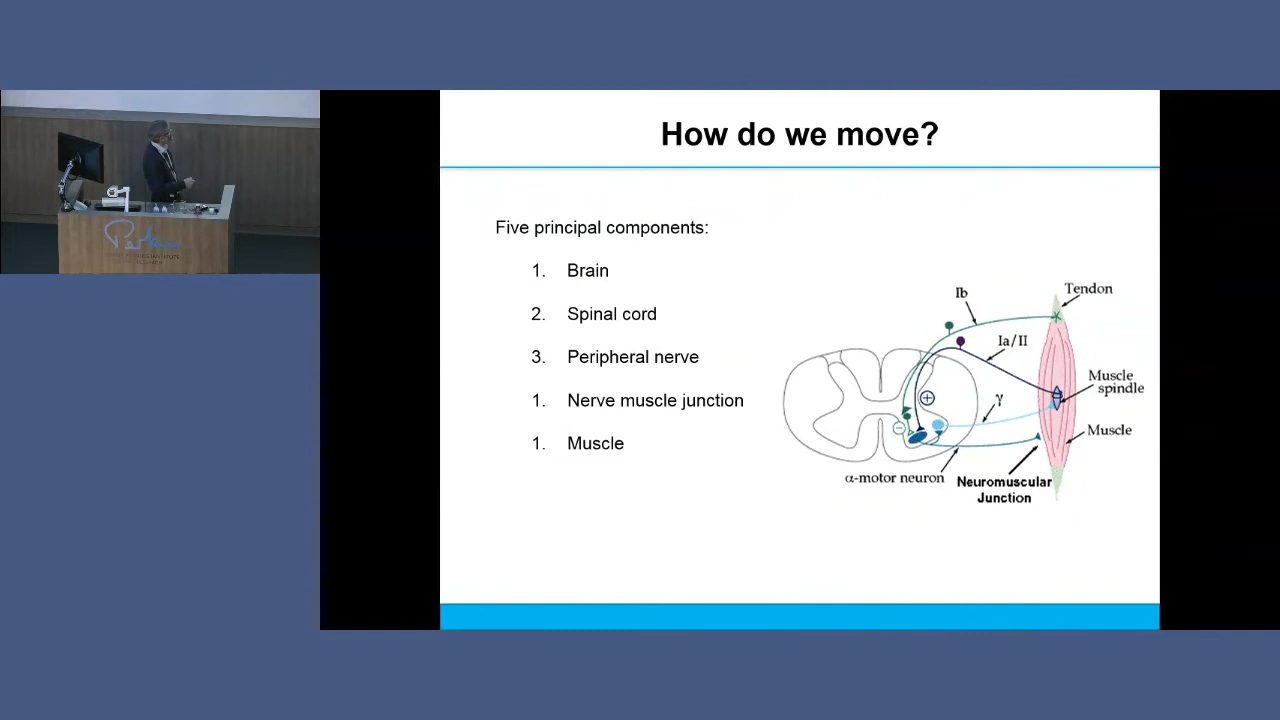 How do we move?
Five principal components:
1. Brain
2. Spinal cord
3. Peripheral nerve
1. Nerve muscle junction
1. Muscle
Ib
Tendon
Ia/II
Muscle
spindle
γ
Muscle
α-motor neuron
Neuromuscular
Junction
+
−
Perkins